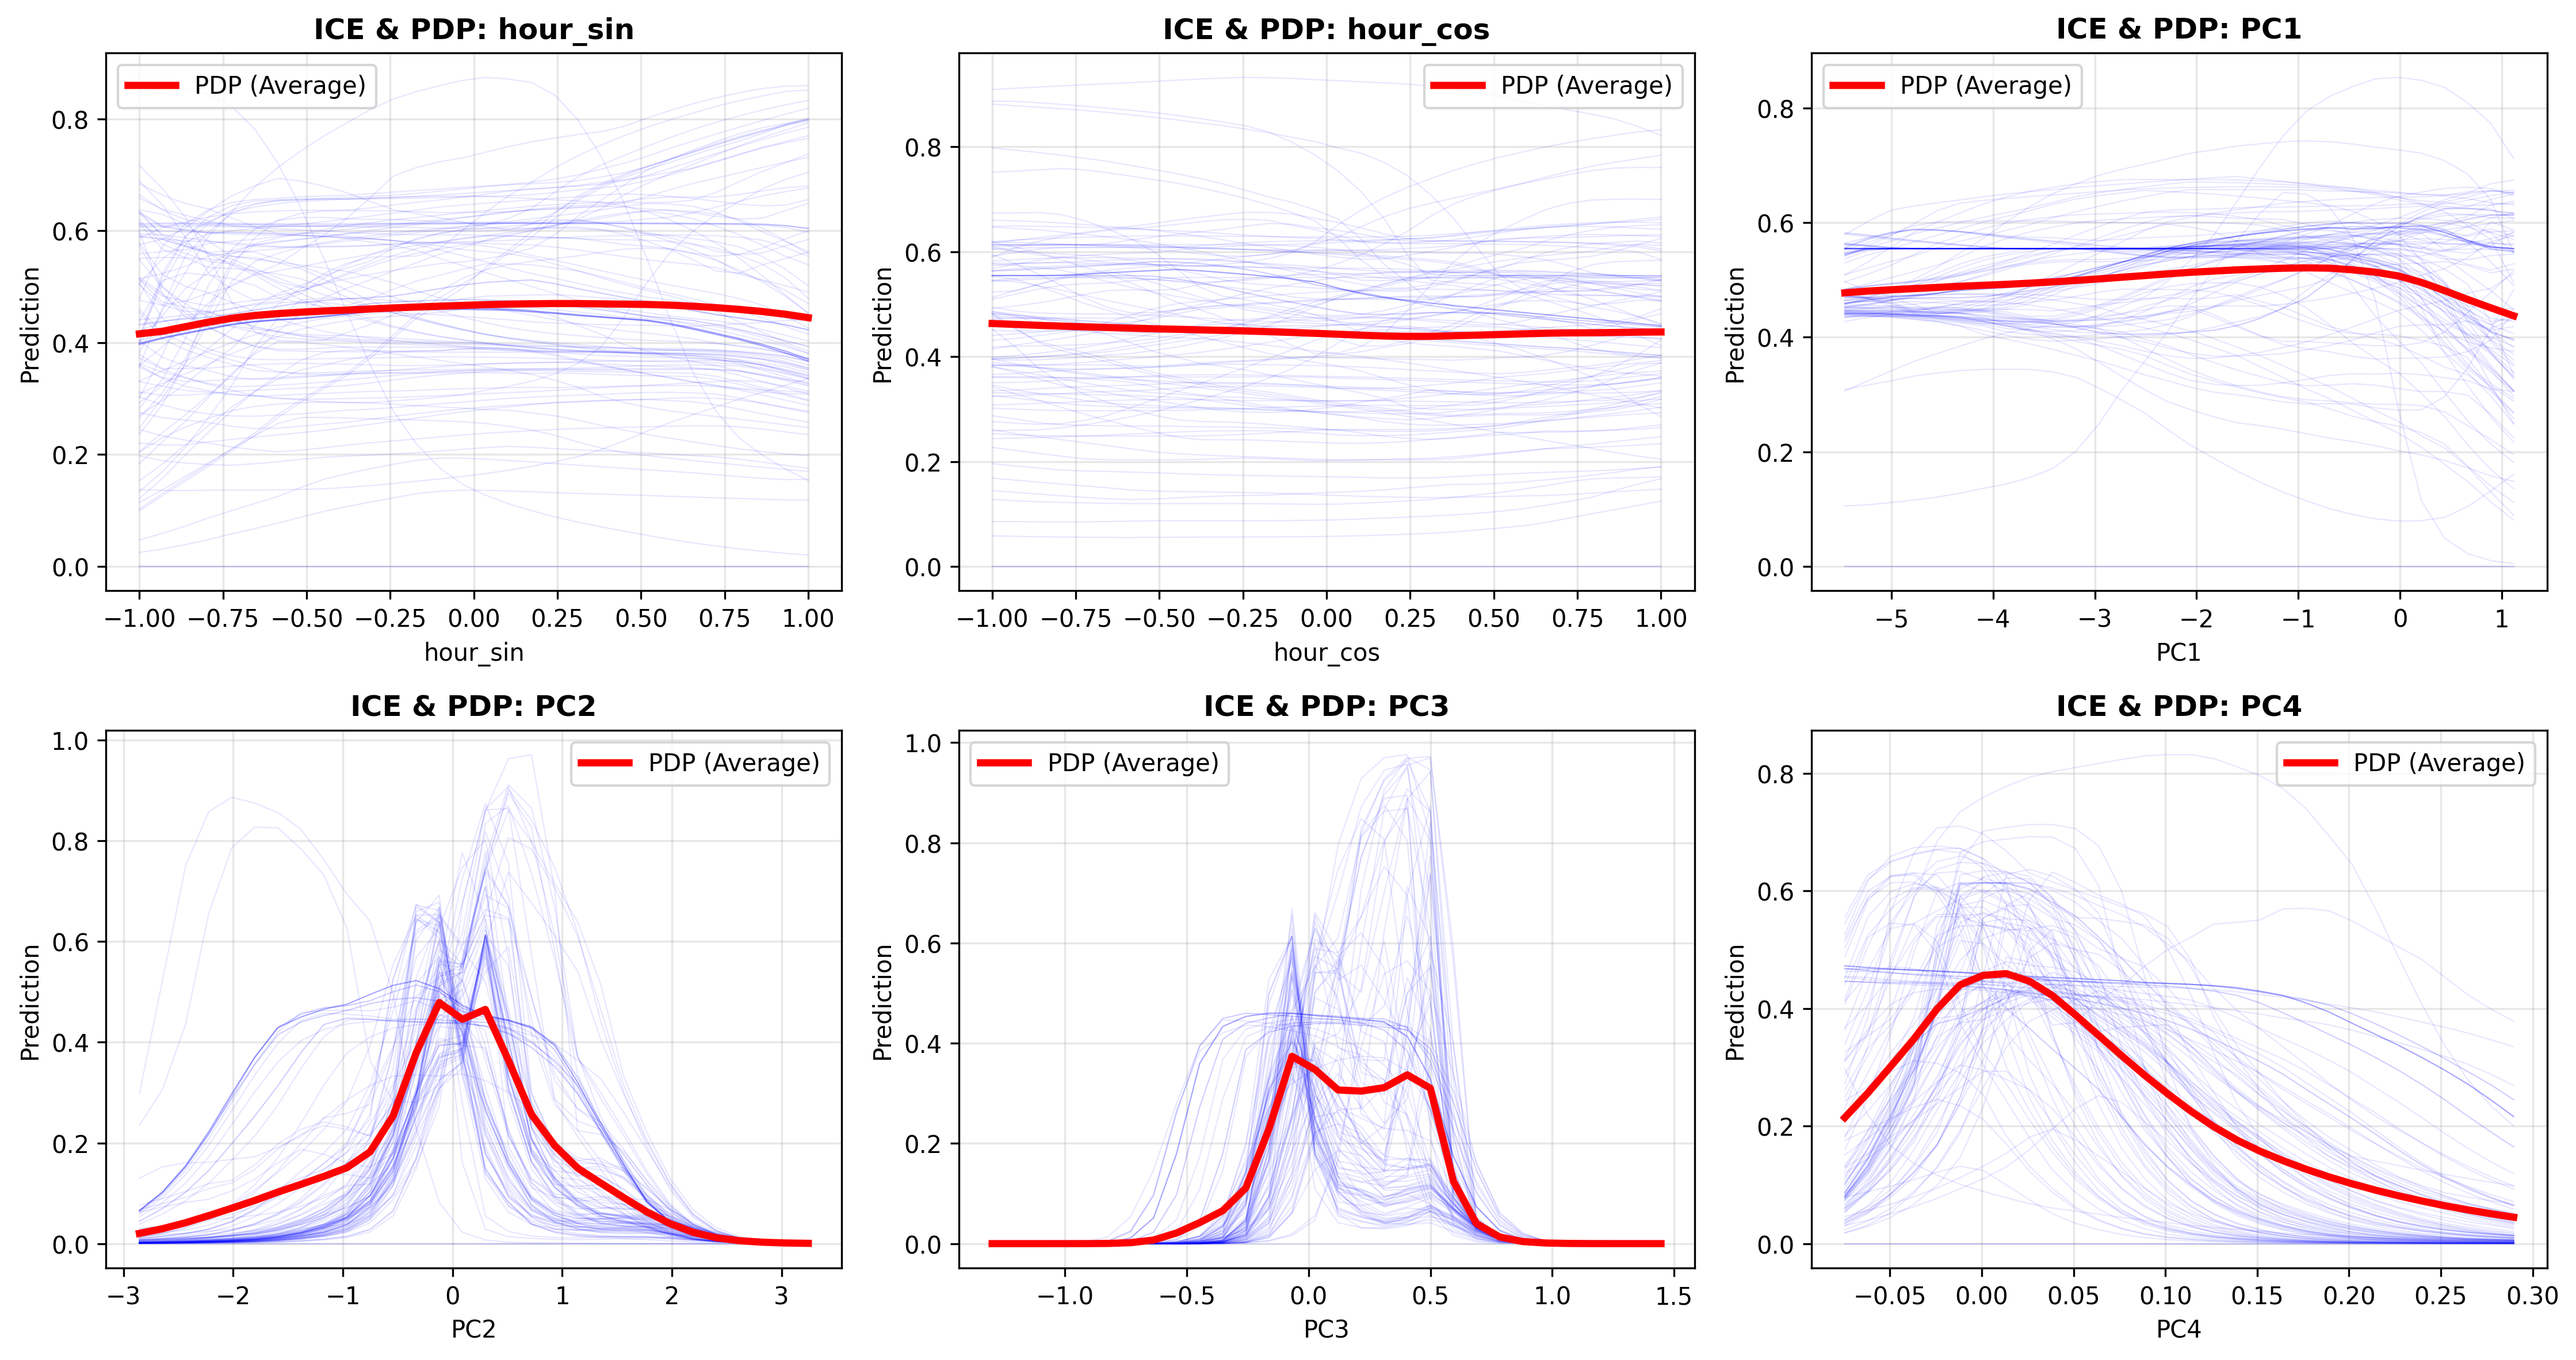 ICE & PDP: hour_sin
PDP (Average)
Prediction
0.8
0.6
0.4
0.2
0.0
−1.00 −0.75 −0.50 −0.25 0.00 0.25 0.50 0.75 1.00
hour_sin
ICE & PDP: hour_cos
PDP (Average)
Prediction
0.8
0.6
0.4
0.2
0.0
−1.00 −0.75 −0.50 −0.25 0.00 0.25 0.50 0.75 1.00
hour_cos
ICE & PDP: PC1
PDP (Average)
Prediction
0.8
0.6
0.4
0.2
0.0
−5 −4 −3 −2 −1 0 1
PC1
ICE & PDP: PC2
PDP (Average)
Prediction
1.0
0.8
0.6
0.4
0.2
0.0
−3 −2 −1 0 1 2 3
PC2
ICE & PDP: PC3
PDP (Average)
Prediction
1.0
0.8
0.6
0.4
0.2
0.0
−1.0 −0.5 0.0 0.5 1.0 1.5
PC3
ICE & PDP: PC4
PDP (Average)
Prediction
0.8
0.6
0.4
0.2
0.0
−0.05 0.00 0.05 0.10 0.15 0.20 0.25 0.30
PC4